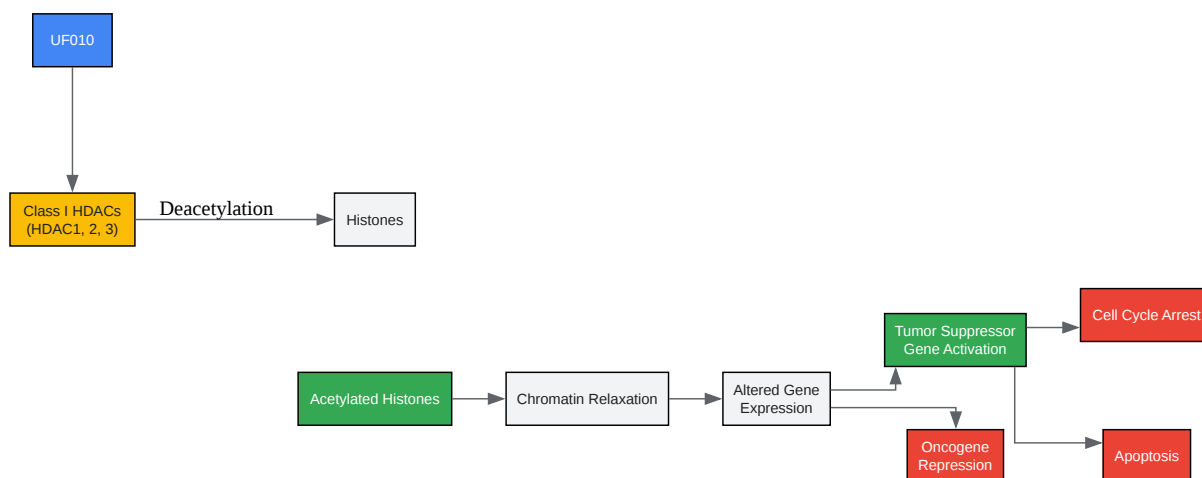 UF010
Class I HDACs
(HDAC1, 2, 3)
Deacetylation
Histones
Cell Cycle Arrest
Tumor Suppressor
Gene Activation
Acetylated Histones
Chromatin Relaxation
Altered Gene
Expression
Oncogene
Repression
Apoptosis